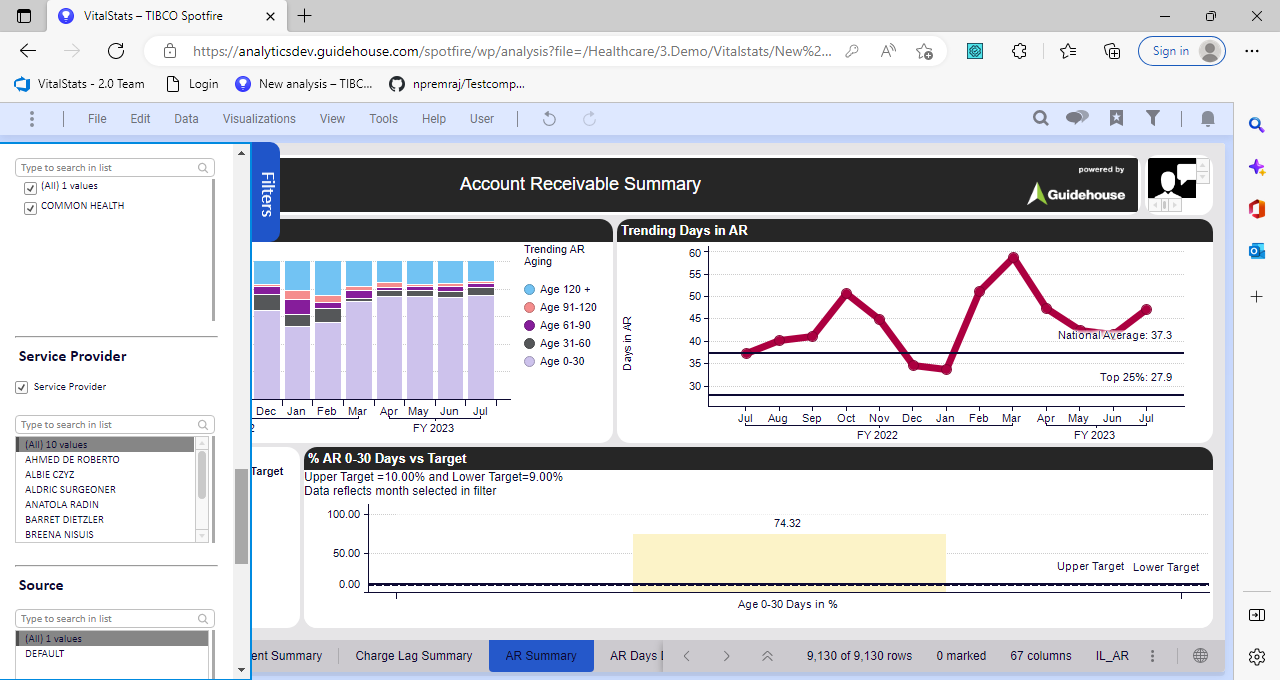 VitalStats – TIBCO Spotfire
https://analyticsdev.guidehouse.com/spotfire/wp/analysis?file=/Healthcare/3.Demo/Vitalstats/New%2...
Sign in
VitalStats - 2.0 Team
Login
New analysis – TIBC...
npremraj/Testcomp...
File Edit Data Visualizations View Tools Help User
Type to search in list
(All) 1 values
COMMON HEALTH
Service Provider
Service Provider
Type to search in list
(All) 10 values
AHMED DE ROBERTO
ALBIE CZYZ
ALDRIC SURGEONER
ANATOLA RADIN
BARRET DIETZLER
BREENA NISUIS
Source
Type to search in list
(All) 1 values
DEFAULT
Filters
Account Receivable Summary
powered by
Guidehouse
Trending AR
Aging
Age 120 +
Age 91-120
Age 61-90
Age 31-60
Age 0-30
Dec Jan Feb Mar Apr May Jun Jul
2 FY 2023
Trending Days in AR
Days in AR
60
55
50
45
40
35
30
National Average: 37.3
Top 25%: 27.9
Jul Aug Sep Oct Nov Dec Jan Feb Mar Apr May Jun Jul
FY 2022 FY 2023
Target
% AR 0-30 Days vs Target
Upper Target =10.00% and Lower Target=9.00%
Data reflects month selected in filter
100.00
50.00
0.00
74.32
Upper Target Lower Target
Age 0-30 Days in %
ent Summary
Charge Lag Summary
AR Summary
AR Days
9,130 of 9,130 rows
0 marked
67 columns
IL_AR